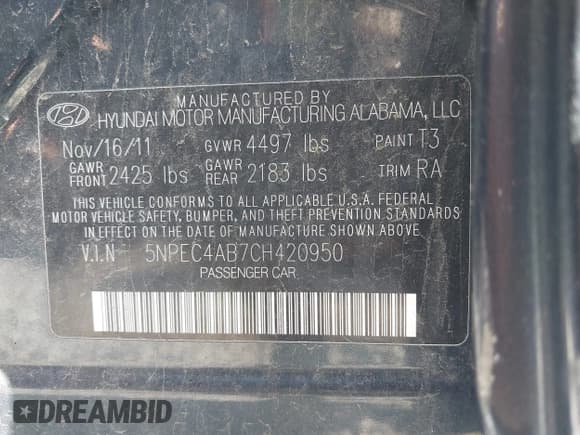 MANUFACTURED BY
HYUNDAI MOTOR MANUFACTURING ALABAMA, LLC
Nov/16/11 GVWR 4497 lbs PAINT T3
GAWR FRONT 2425 lbs GAWR REAR 2183 lbs TRIM RA
THIS VEHICLE CONFORMS TO ALL APPLICABLE U.S.A. FEDERAL
MOTOR VEHICLE SAFETY, BUMPER, AND THEFT PREVENTION STANDARDS
IN EFFECT ON THE DATE OF MANUFACTURE SHOWN ABOVE
V.I.N 5NPEC4AB7CH420950
PASSENGER CAR
DREAMBID